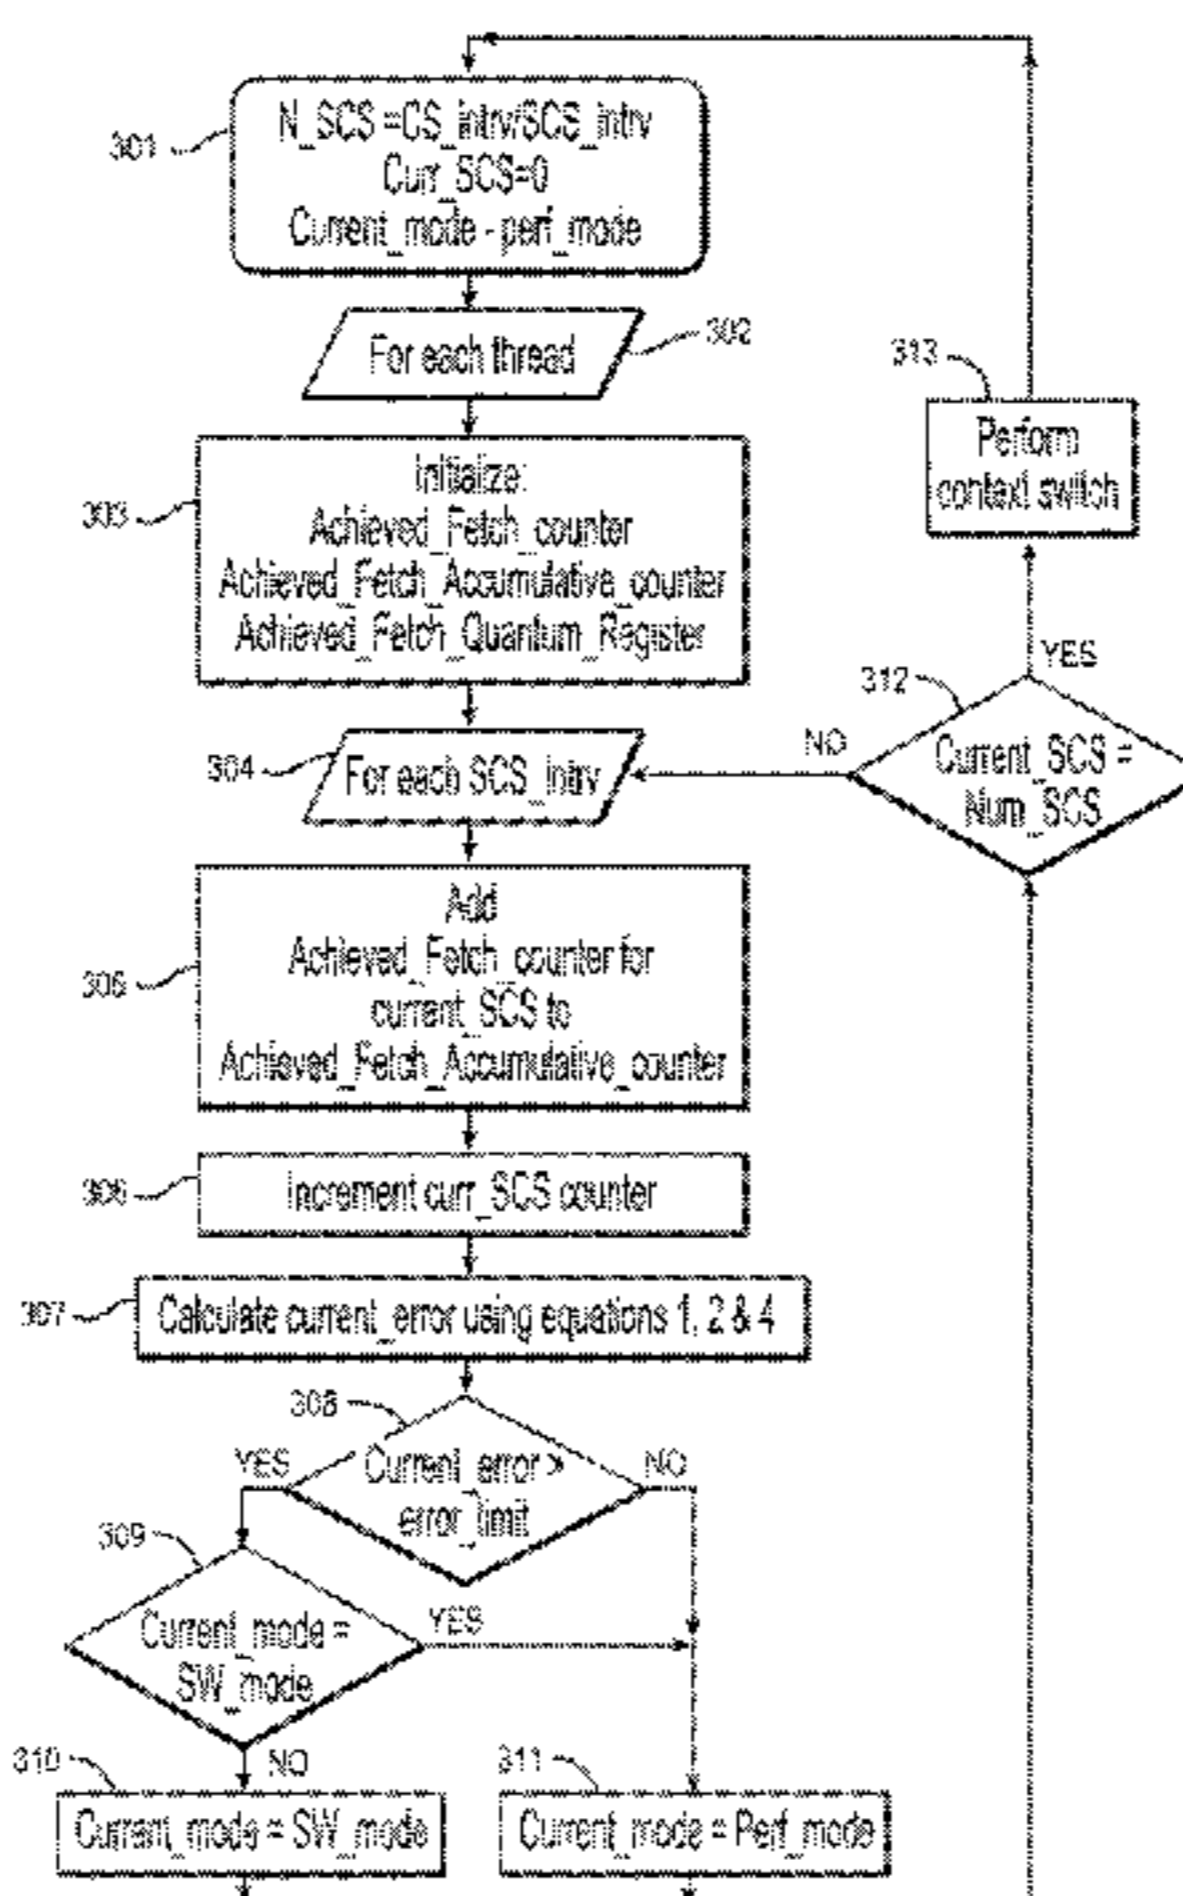 301
N_SCS =CS_intrv/SCS_intrv
Curr_SCS=0
Current_mode - perf_mode
For each thread
302
313
Perform
context switch
303
Initialize:
Achieved_Fetch_counter
Achieved_Fetch_Accumulative_counter
Achieved_Fetch_Quantum_Register
YES
312
Current_SCS =
Num_SCS
NO
304
For each SCS_intrv
305
Add
Achieved_Fetch_counter for
current_SCS to
Achieved_Fetch_Accumulative_counter
306
Increment curr_SCS counter
307
Calculate current_error using equations 1, 2 & 4
308
YES
Current_error >
error_limit
NO
309
Current_mode =
SW_mode
YES
310
NO
311
Current_mode = SW_mode
Current_mode = Perf_mode